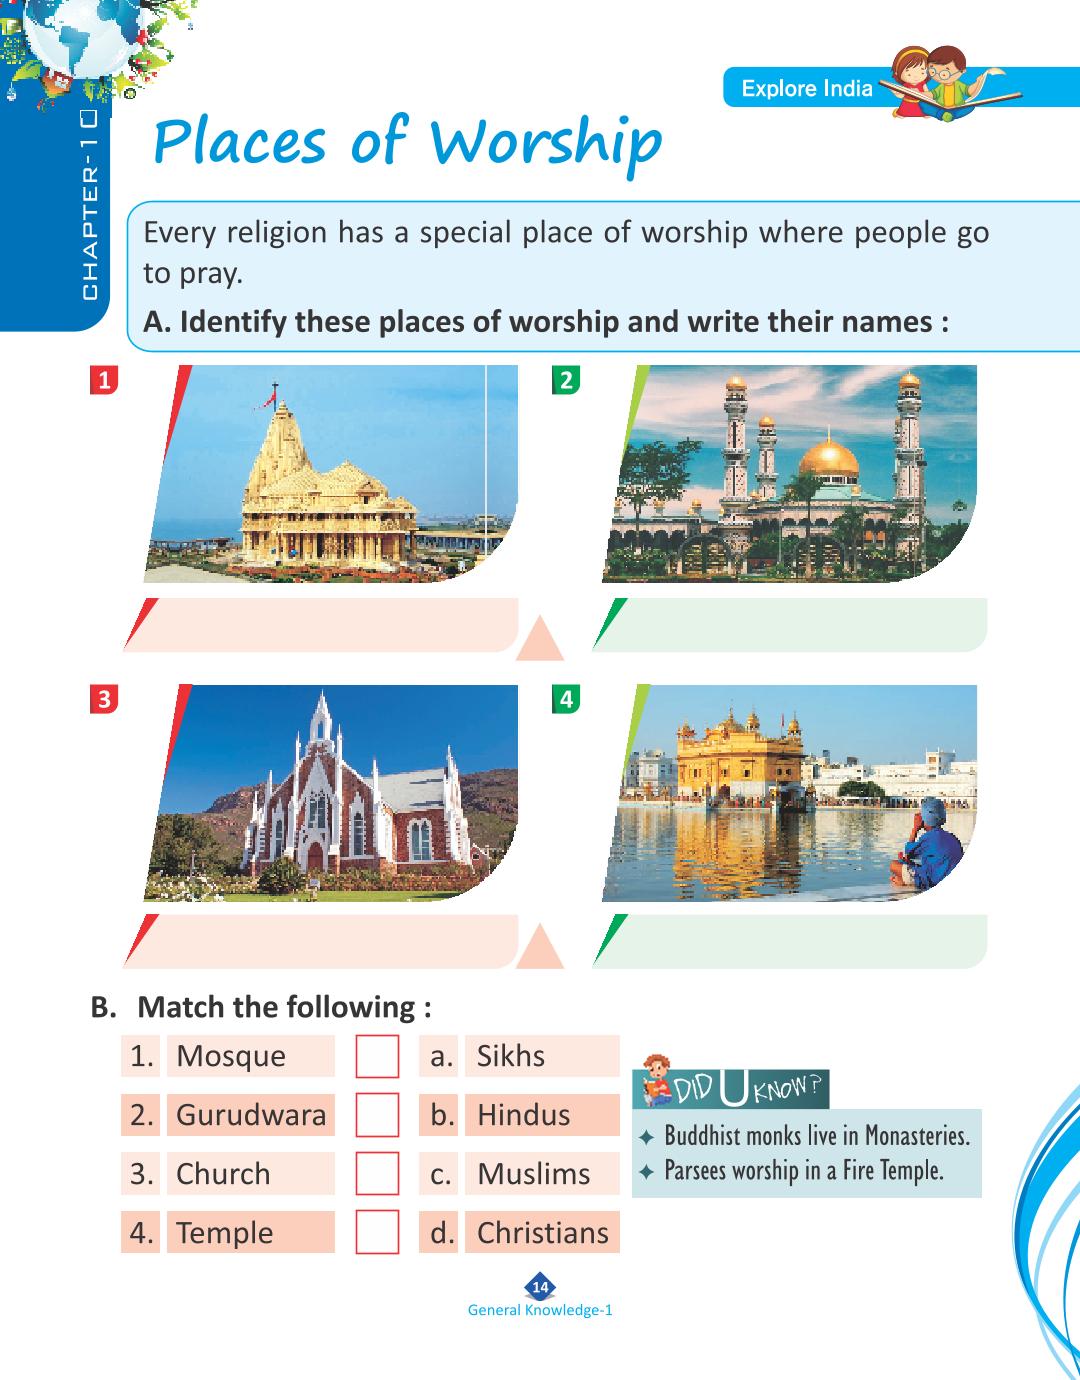 Explore India
CHAPTER-10
Places of Worship
Every religion has a special place of worship where people go
to pray.
A. Identify these places of worship and write their names :
1
2
3
4
B. Match the following :
1. Mosque a. Sikhs
2. Gurudwara b. Hindus
3. Church c. Muslims
4. Temple d. Christians
DID U KNOW?
✦ Buddhist monks live in Monasteries.
✦ Parsees worship in a Fire Temple.
14
General Knowledge-1